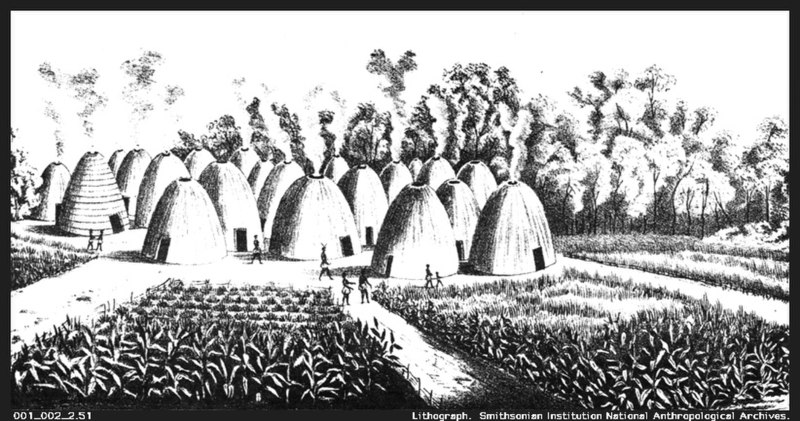 001_002_2.51
Lithograph. Smithsonian Institution National Anthropological Archives.